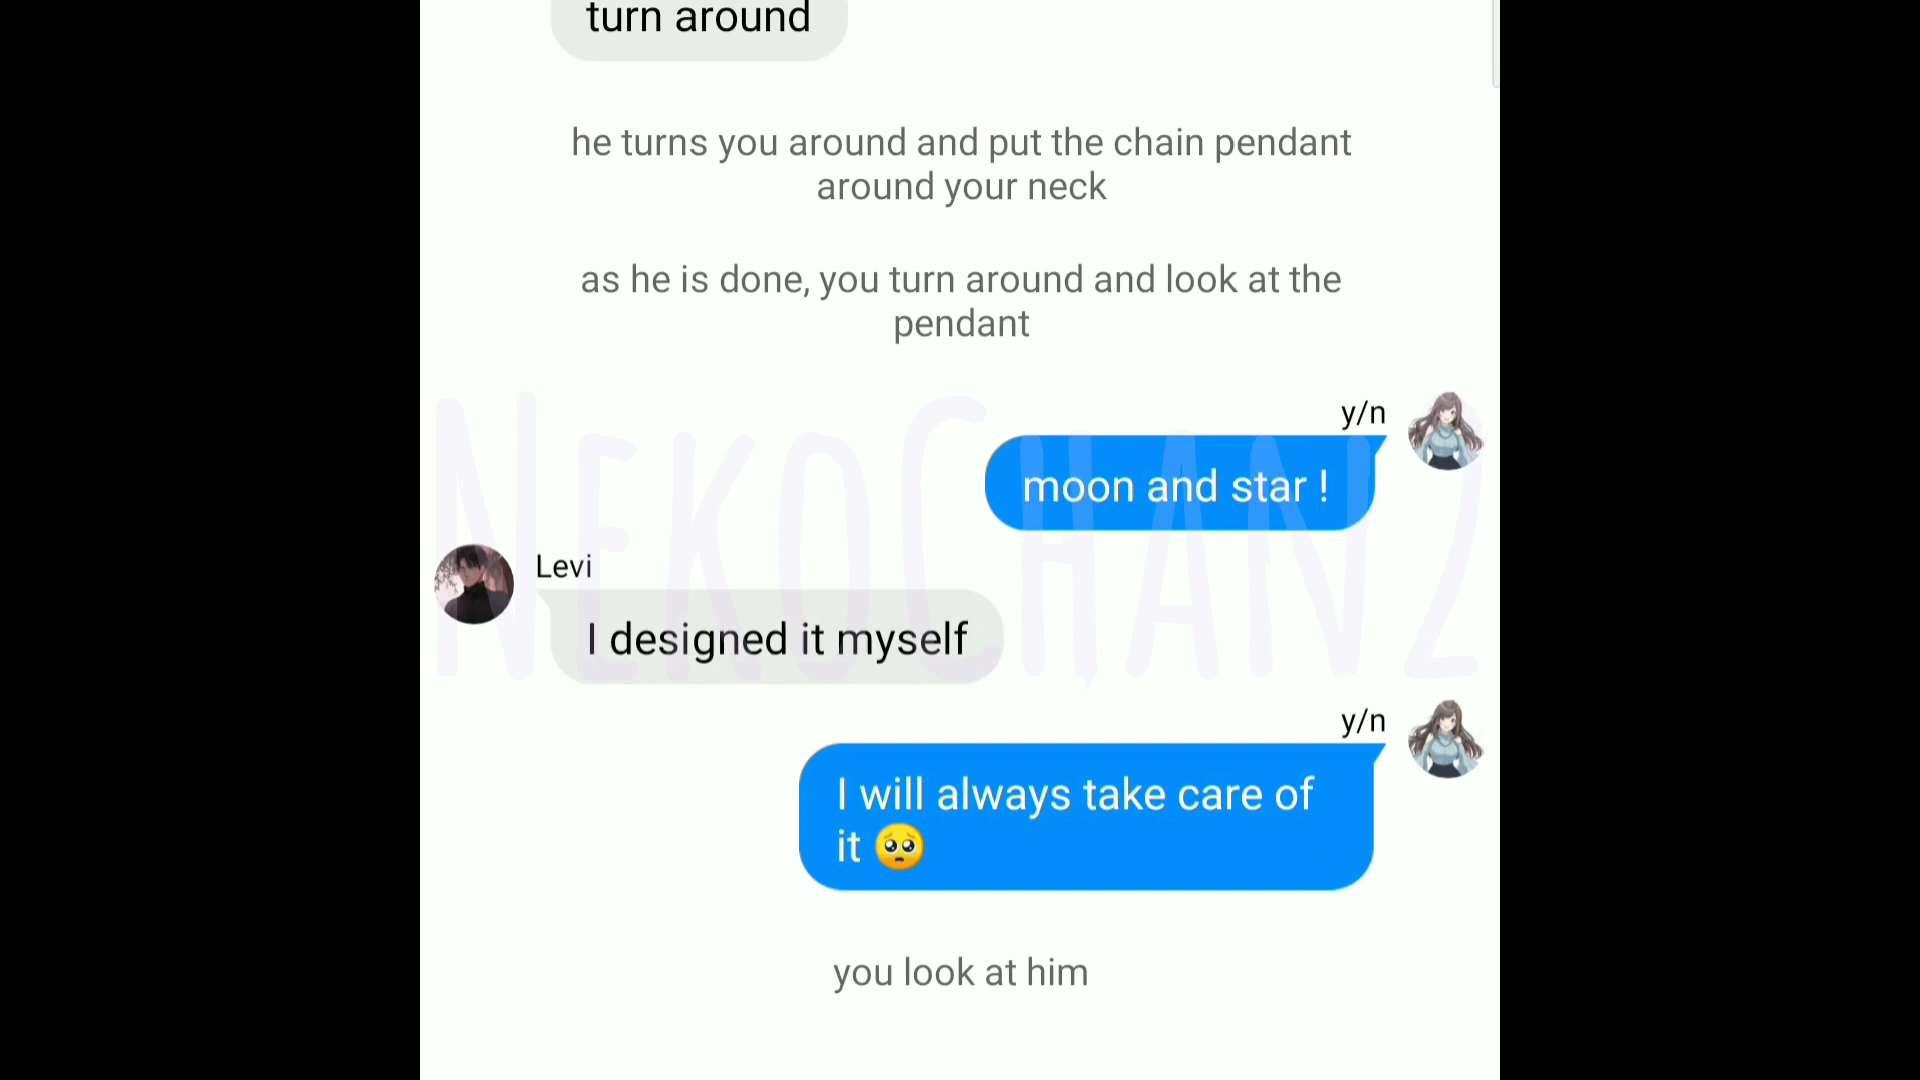 turn around
he turns you around and put the chain pendant
around your neck
as he is done, you turn around and look at the
pendant
y/n
moon and star !
Levi
I designed it myself
y/n
I will always take care of
it 🥺
you look at him
NEKOCHAN2